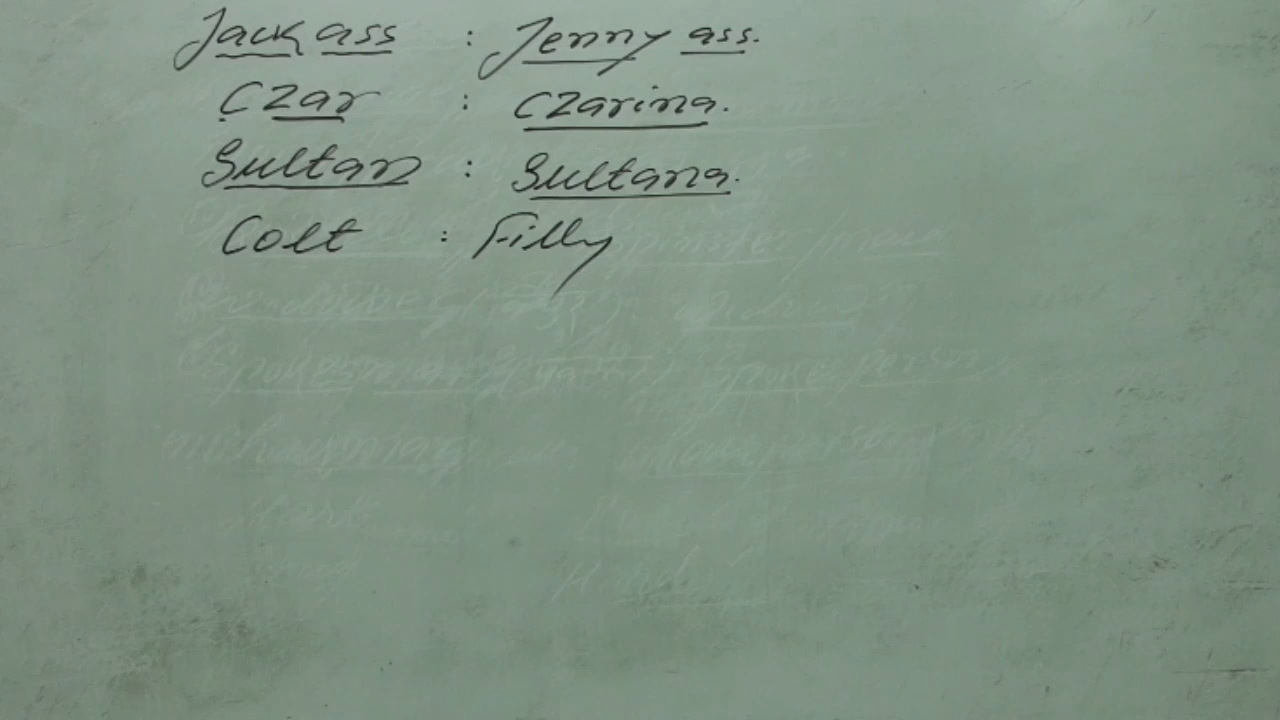 Jack ass : Jenny ass.
Czar : Czarina.
Sultan : Sultana.
Colt : Filly